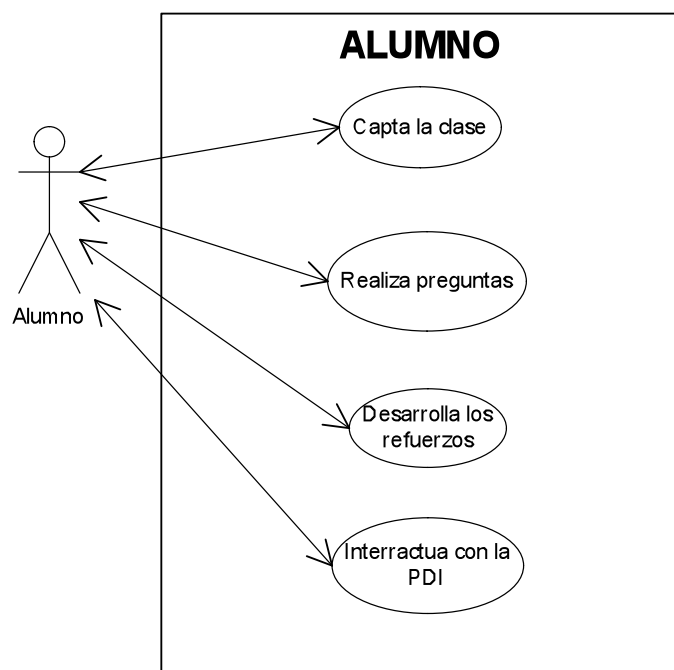 ALUMNO
Capta la clase
Realiza preguntas
Alumno
Desarrolla los
refuerzos
Interractua con la
PDI